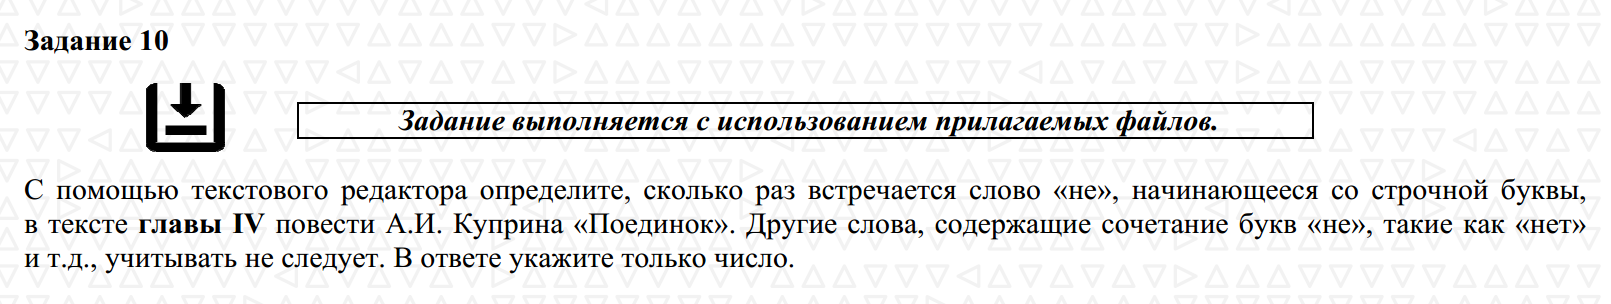 Задание 10
Задание выполняется с использованием прилагаемых файлов.
С помощью текстового редактора определите, сколько раз встречается слово «не», начинающееся со строчной буквы,
в тексте главы IV повести А.И. Куприна «Поединок». Другие слова, содержащие сочетание букв «не», такие как «нет»
и т.д., учитывать не следует. В ответе укажите только число.